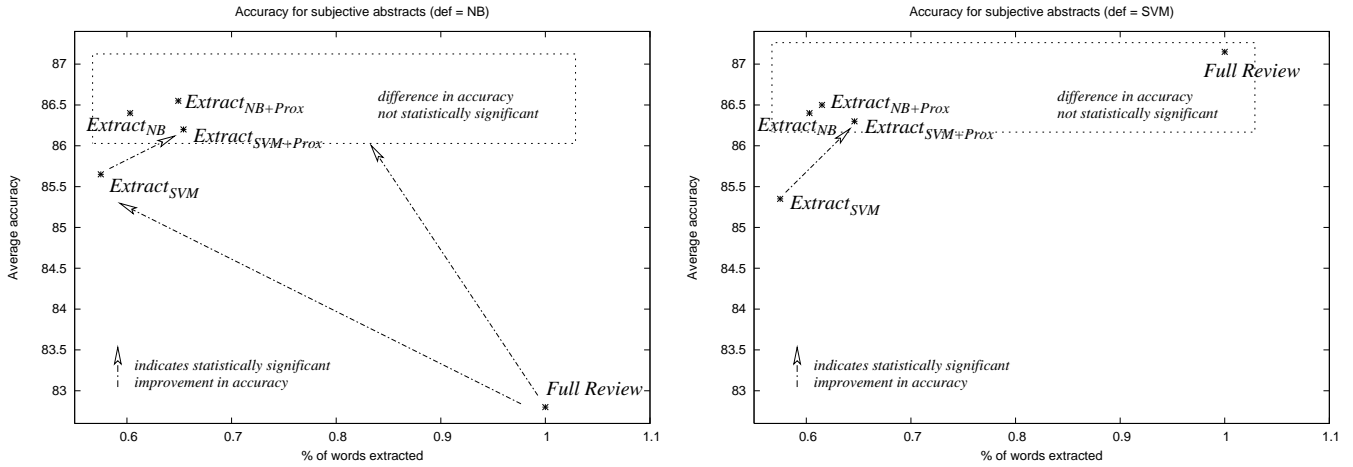 Accuracy for subjective abstracts (def = NB)
87
86.5
86
85.5
85
84.5
84
83.5
83
Average accuracy
0.6 0.7 0.8 0.9 1 1.1
% of words extracted
Extract_NB+Prox
Extract_NB
Extract_SVM+Prox
Extract_SVM
difference in accuracy
not statistically significant
indicates statistically significant
improvement in accuracy
Full Review
Accuracy for subjective abstracts (def = SVM)
87
86.5
86
85.5
85
84.5
84
83.5
83
Average accuracy
0.6 0.7 0.8 0.9 1 1.1
% of words extracted
Full Review
Extract_NB+Prox
Extract_NB
Extract_SVM+Prox
Extract_SVM
difference in accuracy
not statistically significant
indicates statistically significant
improvement in accuracy